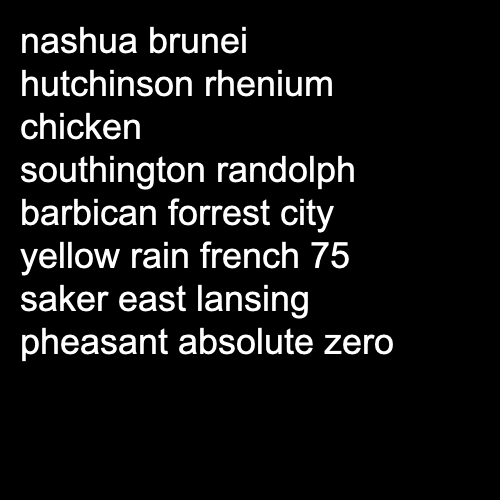 nashua brunei
hutchinson rhenium
chicken
southington randolph
barbican forrest city
yellow rain french 75
saker east lansing
pheasant absolute zero